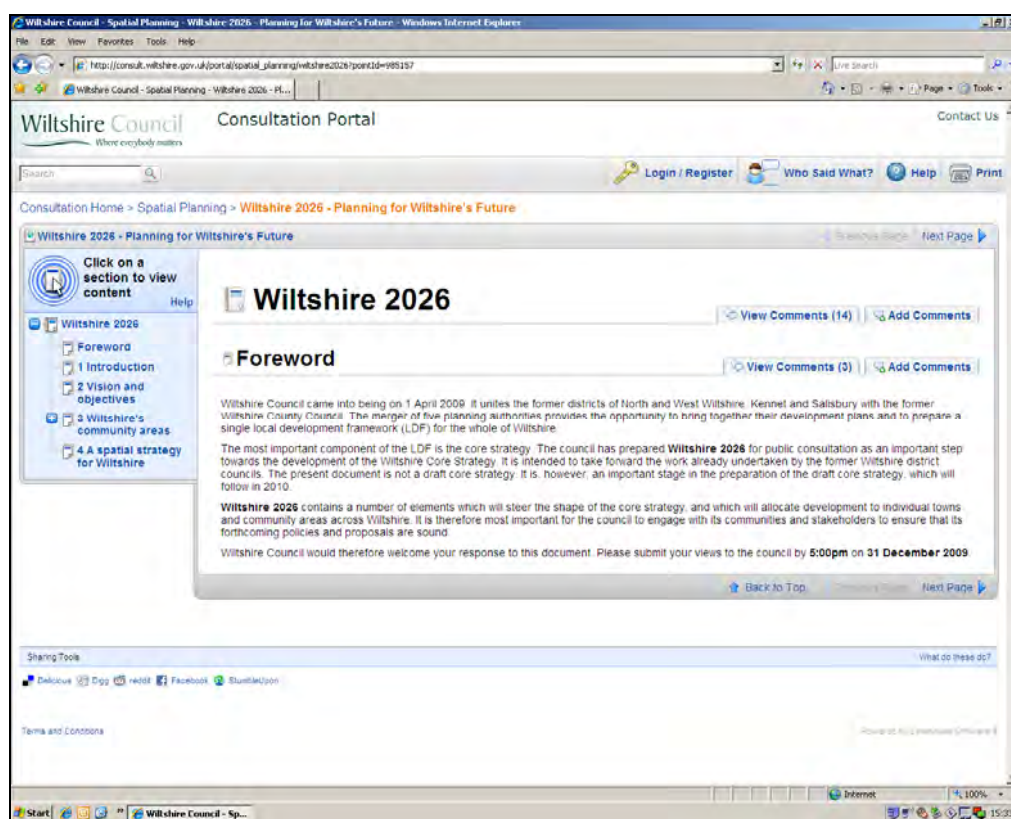 Wiltshire Council - Spatial Planning - Wiltshire 2026 - Planning for Wiltshire's Future - Windows Internet Explorer
File Edit View Favorites Tools Help
http://consult.wiltshire.gov.uk/portal/spatial_planning/wiltshire2026?pointId=985157
Live Search
Wiltshire Council - Spatial Planning - Wiltshire 2026 - Pl...
Page Tools
Wiltshire Council
Where everybody matters
Consultation Portal
Contact Us
Search
Login / Register
Who Said What?
Help
Print
Consultation Home > Spatial Planning > Wiltshire 2026 - Planning for Wiltshire's Future
Wiltshire 2026 - Planning for Wiltshire's Future
Previous Page Next Page
Click on a
section to view
content
Help
Wiltshire 2026
Foreword
1 Introduction
2 Vision and
objectives
3 Wiltshire's
community areas
4 A spatial strategy
for Wiltshire
Wiltshire 2026
View Comments (14) Add Comments
Foreword
View Comments (3) Add Comments
Wiltshire Council came into being on 1 April 2009. It unites the former districts of North and West Wiltshire, Kennet and Salisbury with the former
Wiltshire County Council. The merger of five planning authorities provides the opportunity to bring together their development plans and to prepare a
single local development framework (LDF) for the whole of Wiltshire.
The most important component of the LDF is the core strategy. The council has prepared Wiltshire 2026 for public consultation as an important step
towards the development of the Wiltshire Core Strategy. It is intended to take forward the work already undertaken by the former Wiltshire district
councils. The present document is not a draft core strategy. It is, however, an important stage in the preparation of the draft core strategy, which will
follow in 2010.
Wiltshire 2026 contains a number of elements which will steer the shape of the core strategy, and which will allocate development to individual towns
and community areas across Wiltshire. It is therefore most important for the council to engage with its communities and stakeholders to ensure that its
forthcoming policies and proposals are sound.
Wiltshire Council would therefore welcome your response to this document. Please submit your views to the council by 5:00pm on 31 December 2009.
Back to Top Previous Page Next Page
Sharing Tools
What do these do?
Delicious Digg reddit Facebook StumbleUpon
Terms and Conditions
Internet
100%
Start
Wiltshire Council - Sp...